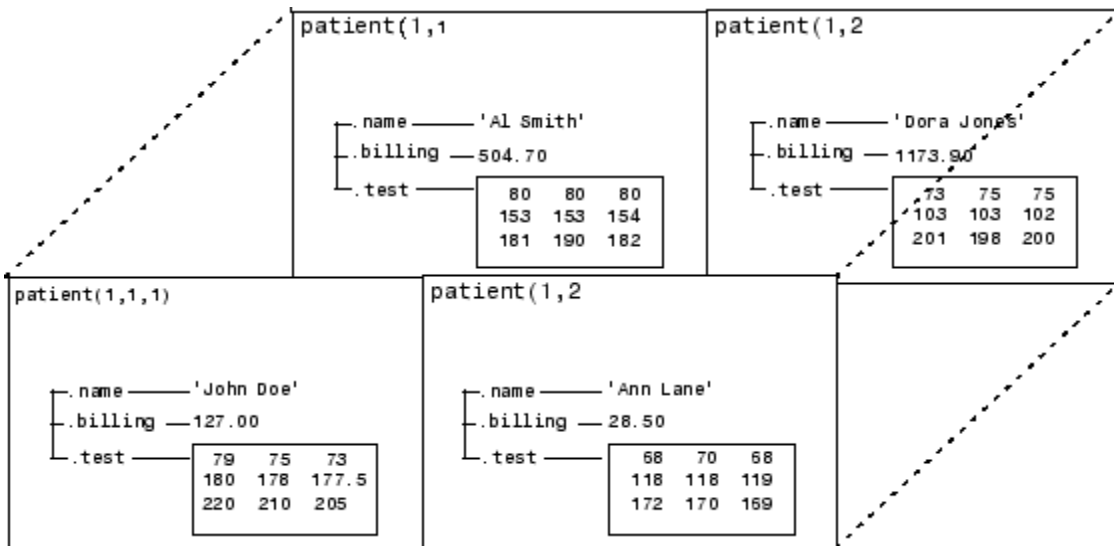 patient(1,1
patient(1,2
.name 'Al Smith'
.billing 504.70
.test
80 80 80
153 153 154
181 190 182
.name 'Dora Jones'
.billing 1173.90
.test
73 75 75
103 103 102
201 198 200
patient(1,1,1)
patient(1,2
.name 'John Doe'
.billing 127.00
.test
79 75 73
180 178 177.5
220 210 205
.name 'Ann Lane'
.billing 28.50
.test
68 70 68
118 118 119
172 170 169